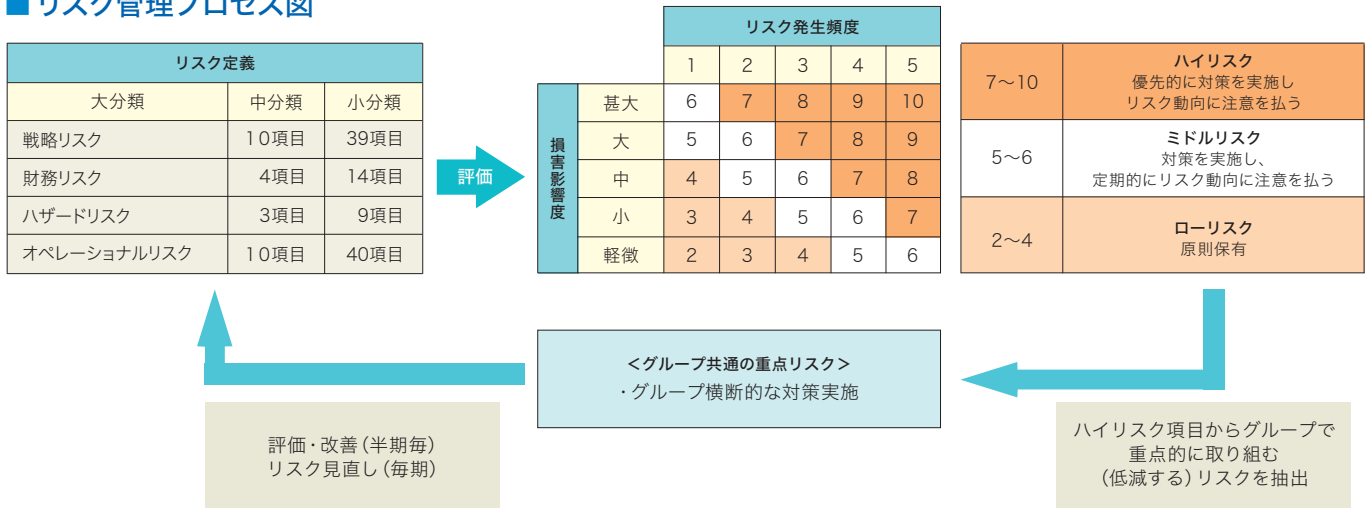 ■リスク管理プロセス図
リスク定義
大分類 中分類 小分類
戦略リスク 10項目 39項目
財務リスク 4項目 14項目
ハザードリスク 3項目 9項目
オペレーショナルリスク 10項目 40項目
評価
リスク発生頻度
1 2 3 4 5
損害影響度
甚大 6 7 8 9 10
大 5 6 7 8 9
中 4 5 6 7 8
小 3 4 5 6 7
軽徴 2 3 4 5 6
7〜10
ハイリスク
優先的に対策を実施し
リスク動向に注意を払う
5〜6
ミドルリスク
対策を実施し、
定期的にリスク動向に注意を払う
2〜4
ローリスク
原則保有
<グループ共通の重点リスク>
・グループ横断的な対策実施
評価・改善(半期毎)
リスク見直し(毎期)
ハイリスク項目からグループで
重点的に取り組む
(低減する)リスクを抽出